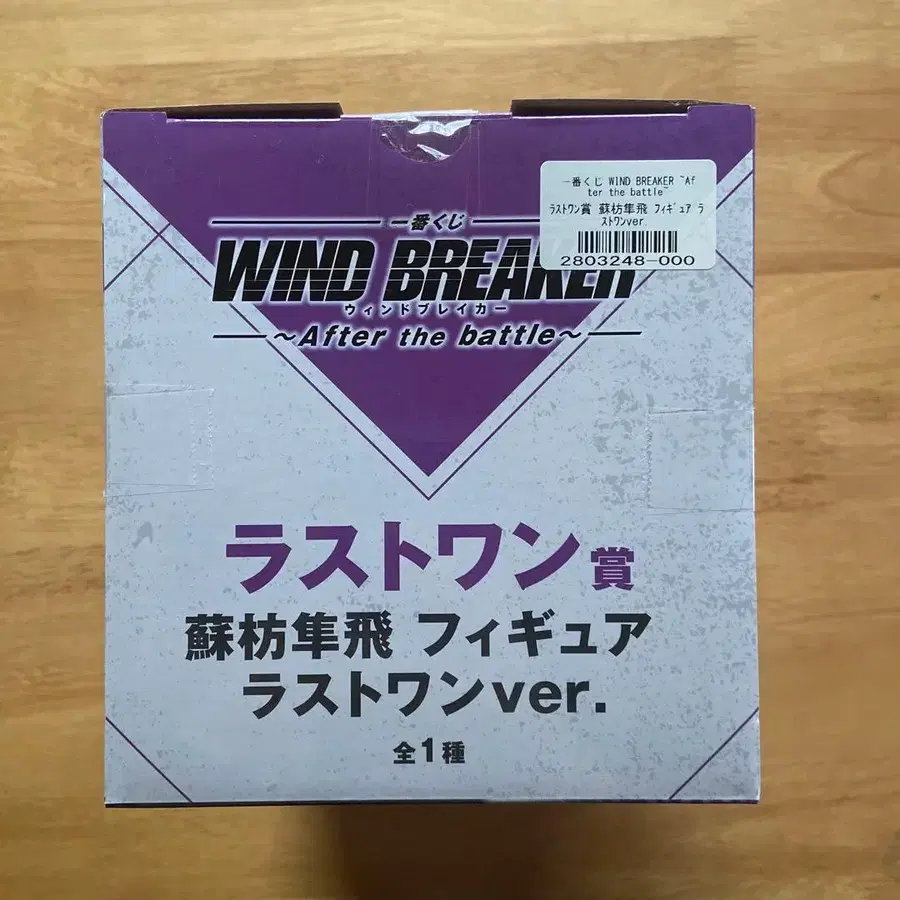 一番くじ
WIND BREAKER
ウィンドブレイカー
~After the battle~
一番くじ WIND BREAKER ~Af
ter the battle~
ラストワン賞 蘇枋隼飛 フィギュア ラ
ストワンver.
2803248-000
ラストワン賞
蘇枋隼飛 フィギュア
ラストワンver.
全1種